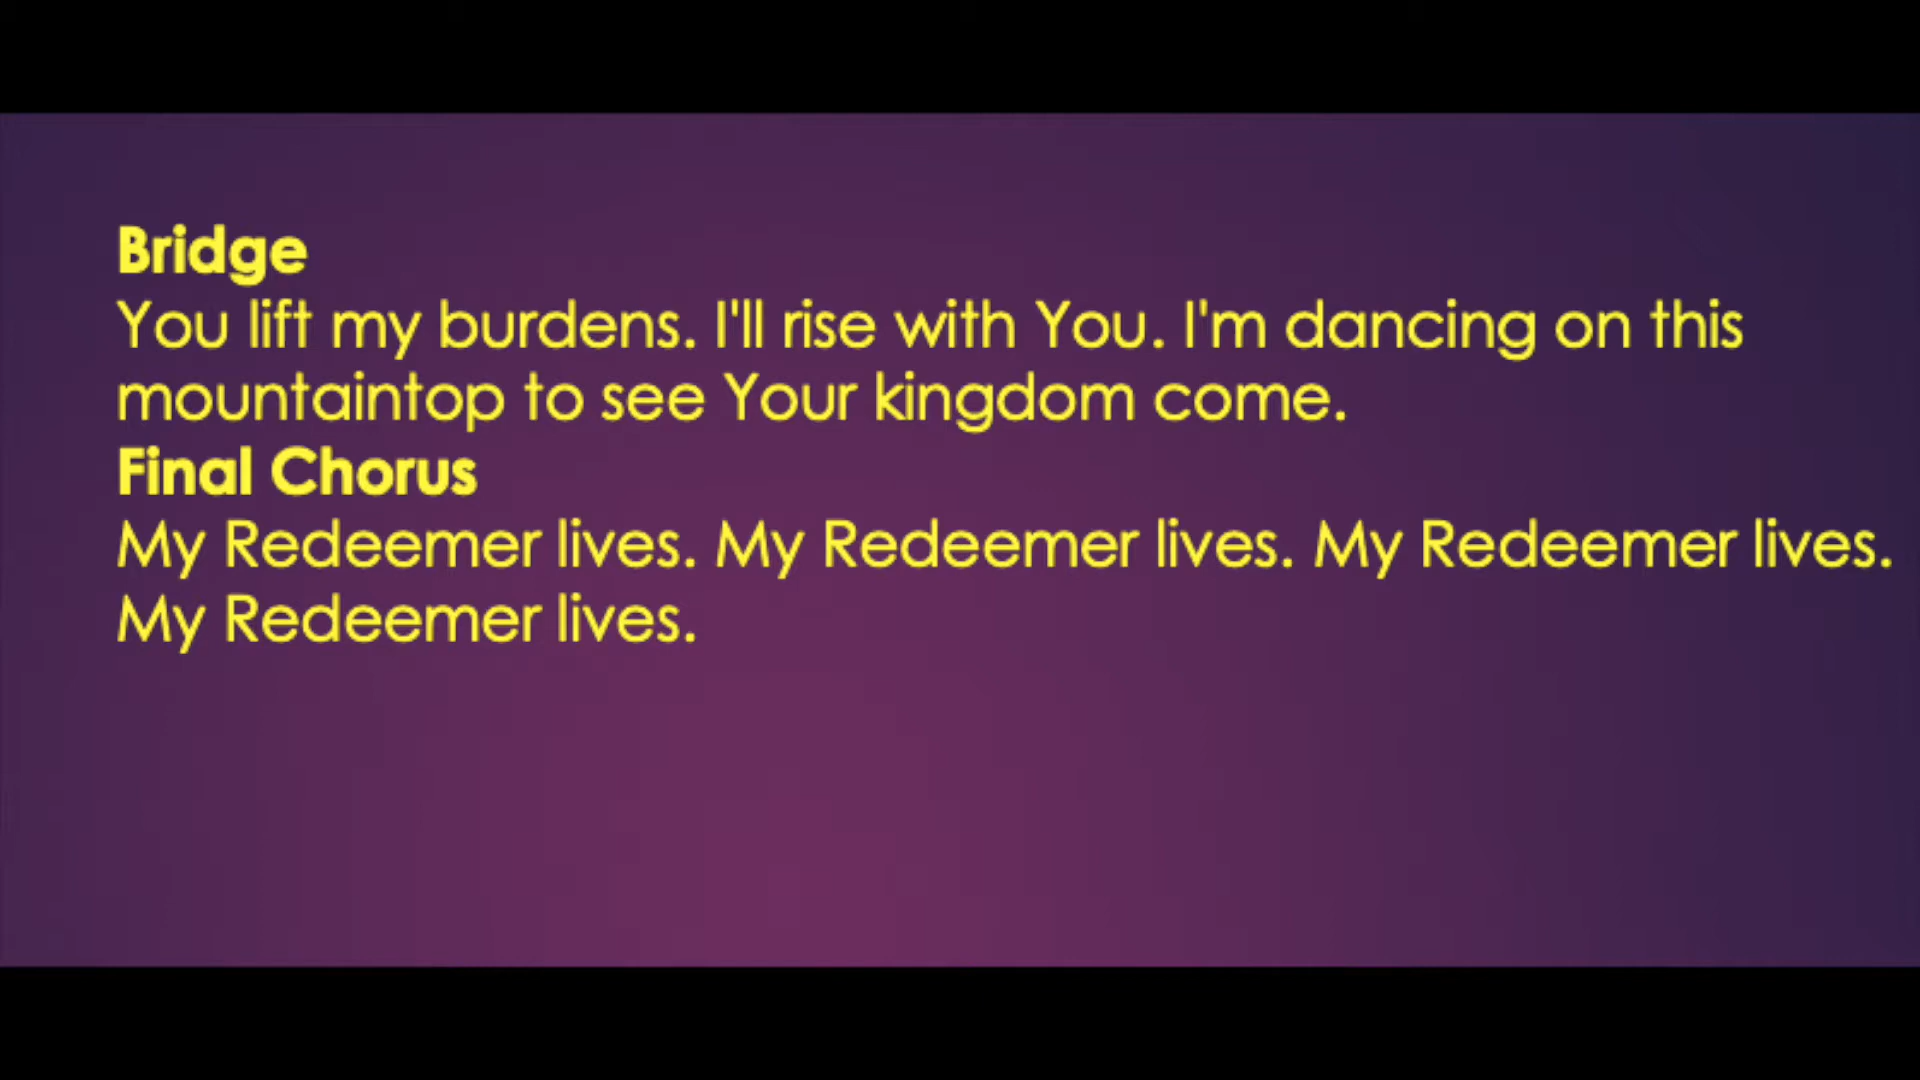 Bridge
You lift my burdens. I'll rise with You. I'm dancing on this
mountaintop to see Your kingdom come.
Final Chorus
My Redeemer lives. My Redeemer lives. My Redeemer lives.
My Redeemer lives.